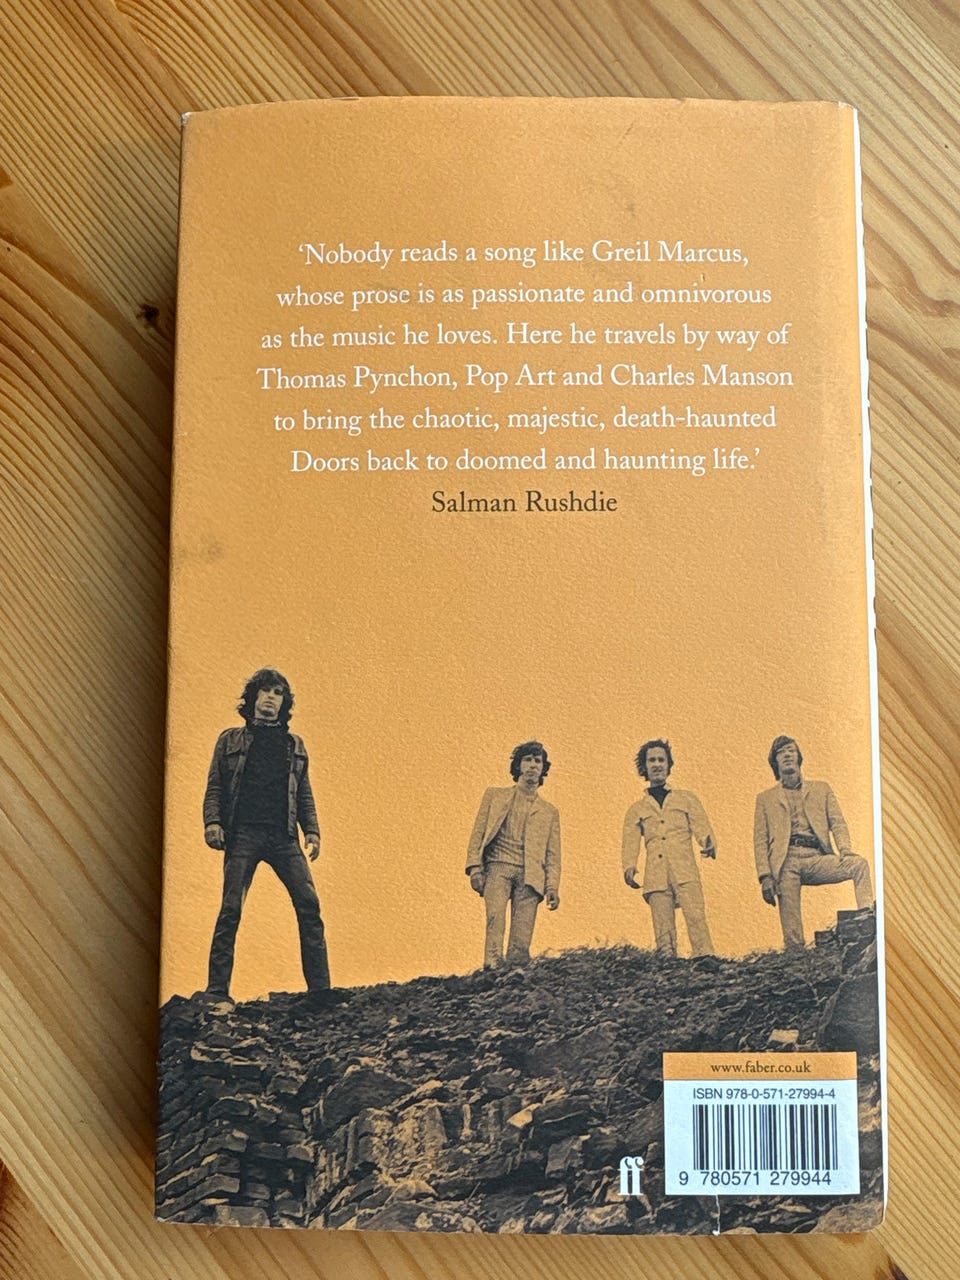 ‘Nobody reads a song like Greil Marcus,
whose prose is as passionate and omnivorous
as the music he loves. Here he travels by way of
Thomas Pynchon, Pop Art and Charles Manson
to bring the chaotic, majestic, death-haunted
Doors back to doomed and haunting life.’
Salman Rushdie
www.faber.co.uk
ISBN 978-0-571-27994-4
9 780571 279944
ff